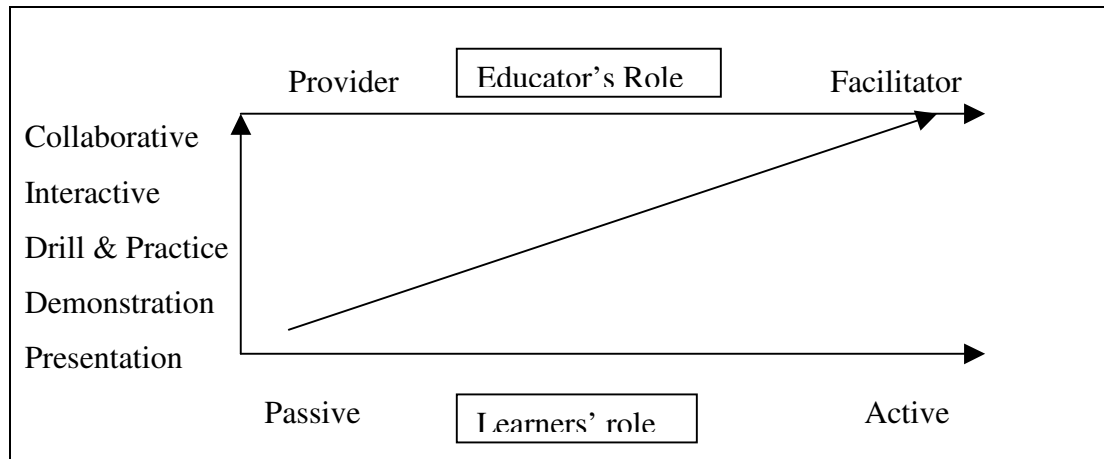 Provider Educator’s Role Facilitator
Collaborative
Interactive
Drill & Practice
Demonstration
Presentation
Passive Learners’ role Active